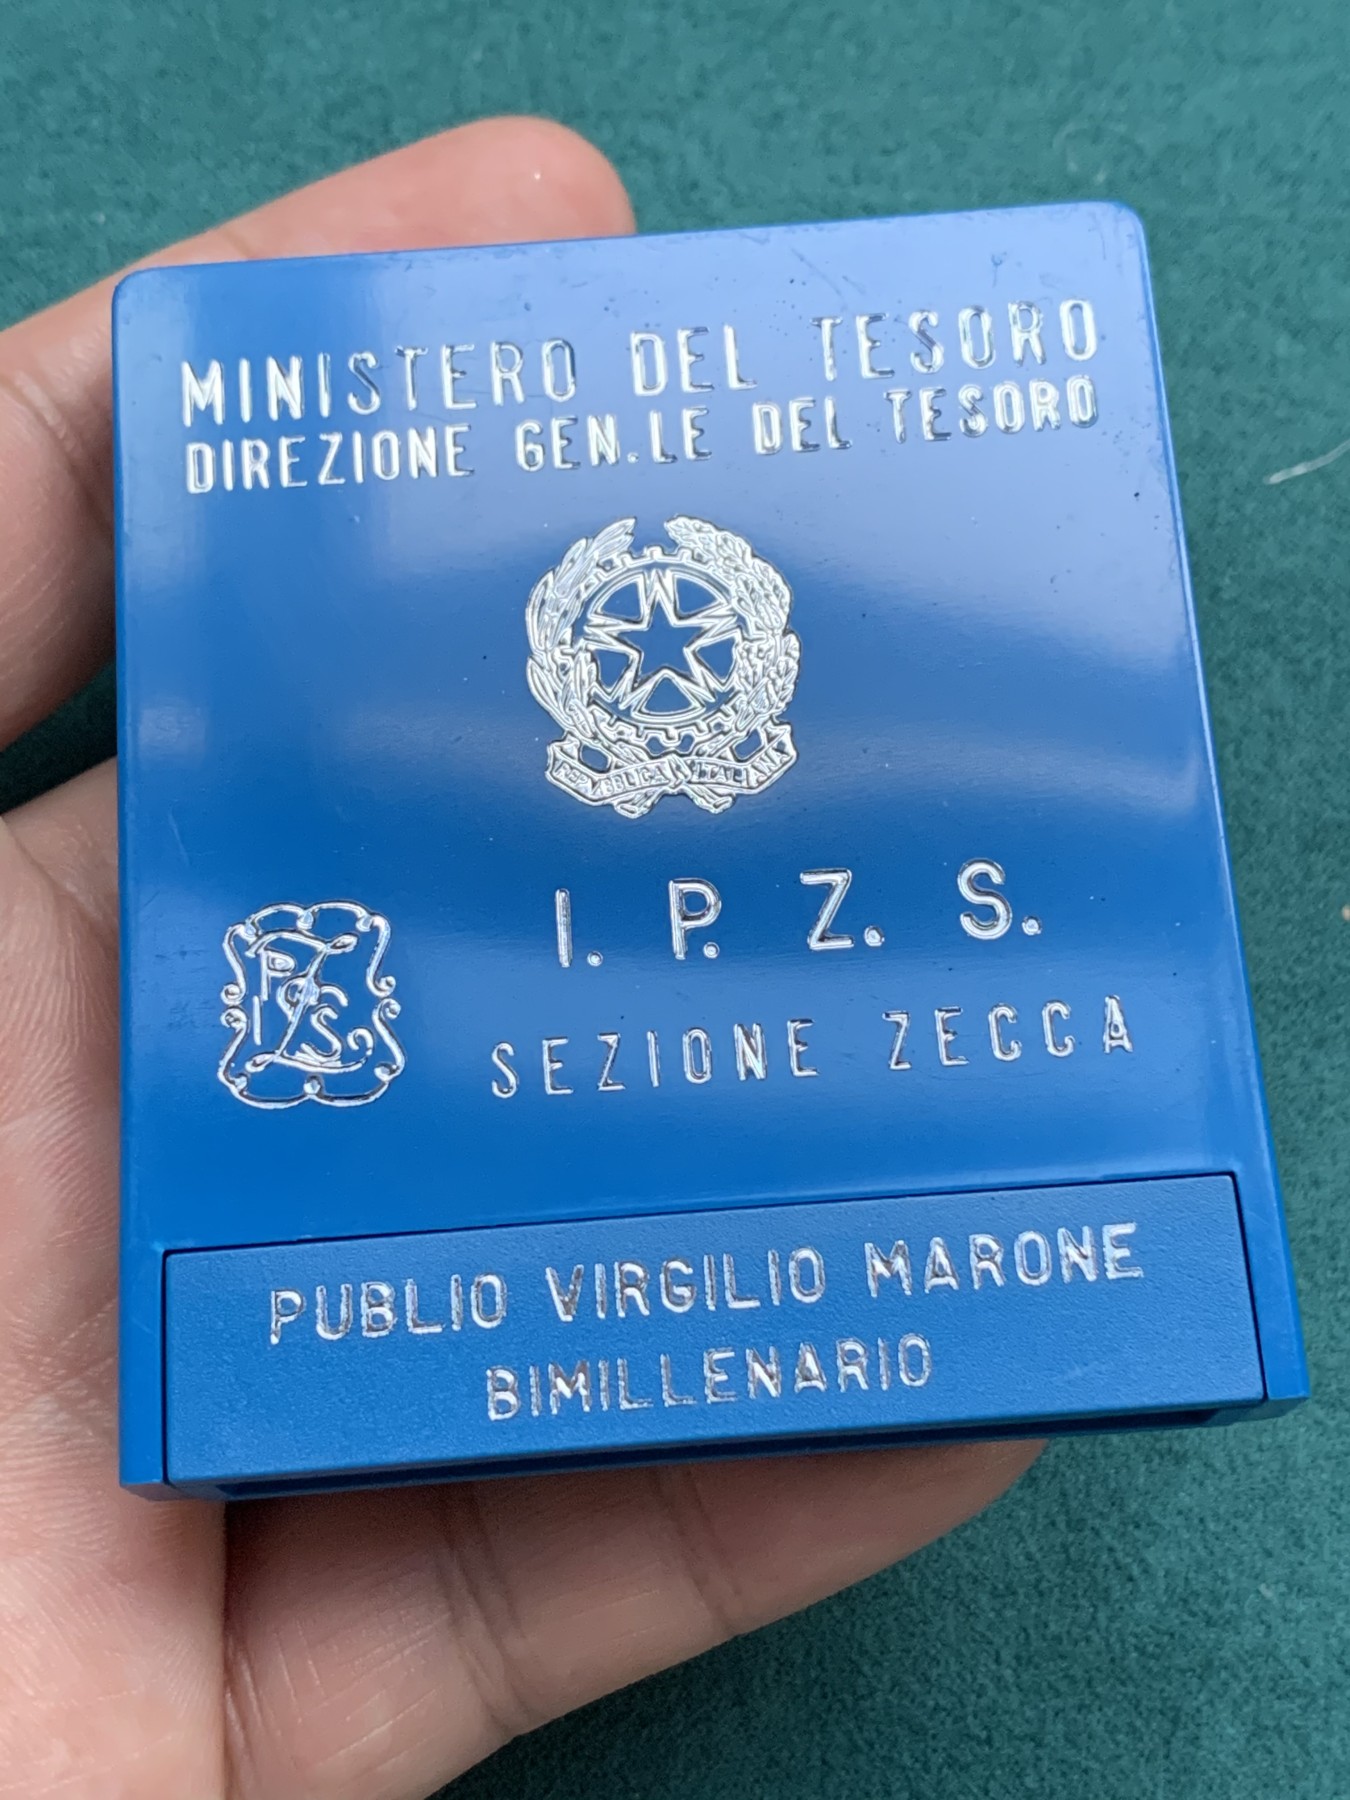 MINISTERO DEL TESORO
DIREZIONE GEN.LE DEL TESORO
REPVBBLICA ITALIANA
I. P. Z. S.
SEZIONE ZECCA
PUBLIO VIRGILIO MARONE
BIMILLENARIO